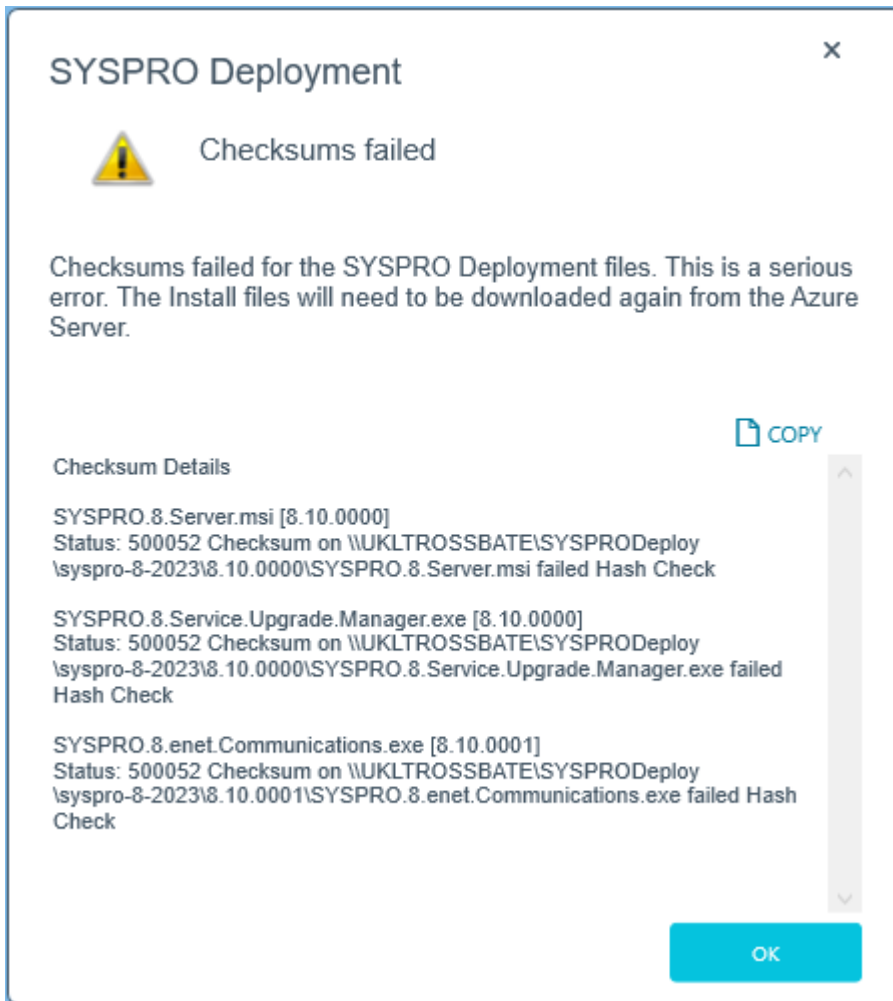 SYSPRO Deployment
Checksums failed
Checksums failed for the SYSPRO Deployment files. This is a serious
error. The Install files will need to be downloaded again from the Azure
Server.
COPY
Checksum Details
SYSPRO.8.Server.msi [8.10.0000]
Status: 500052 Checksum on \\UKLTROSSBATE\SYSPRODeploy
\syspro-8-2023\8.10.0000\SYSPRO.8.Server.msi failed Hash Check
SYSPRO.8.Service.Upgrade.Manager.exe [8.10.0000]
Status: 500052 Checksum on \\UKLTROSSBATE\SYSPRODeploy
\syspro-8-2023\8.10.0000\SYSPRO.8.Service.Upgrade.Manager.exe failed
Hash Check
SYSPRO.8.enet.Communications.exe [8.10.0001]
Status: 500052 Checksum on \\UKLTROSSBATE\SYSPRODeploy
\syspro-8-2023\8.10.0001\SYSPRO.8.enet.Communications.exe failed Hash
Check
OK